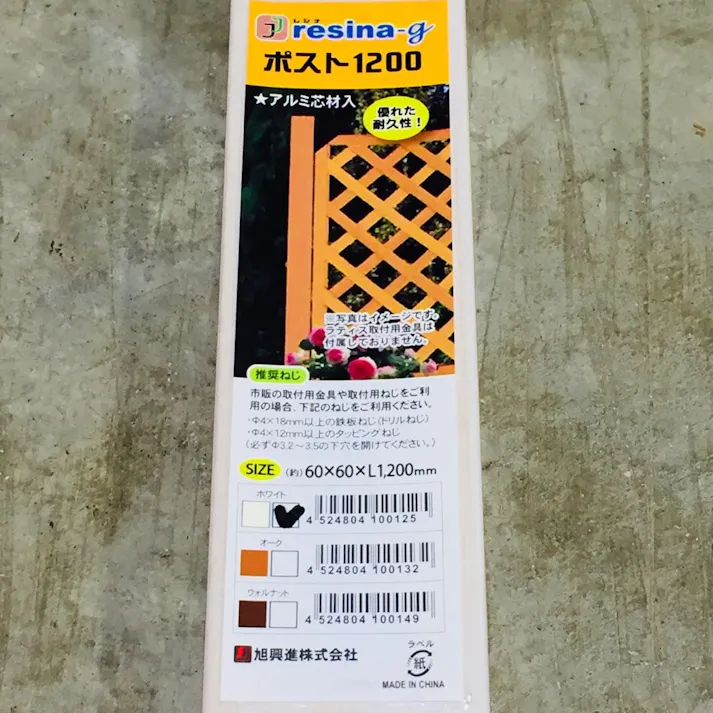 レジナ
resina-g
ポスト1200
★アルミ芯材入
優れた
耐久性！
※写真はイメージです。
ラティス取付用金具は
付属しておりません。
推奨ねじ
市販の取付用金具や取付用ねじをご利
用の場合、下記のねじをご利用ください。
・Φ4×18mm以上の鉄板ねじ（ドリルねじ）
・Φ4×12mm以上のタッピングねじ
（必ずΦ3.2～3.5の下穴を開けてください。）
SIZE （約）60×60×L1,200mm
ホワイト
4 524804 100125
オーク
4 524804 100132
ウォルナット
4 524804 100149
旭興進株式会社
ラベル
紙
MADE IN CHINA